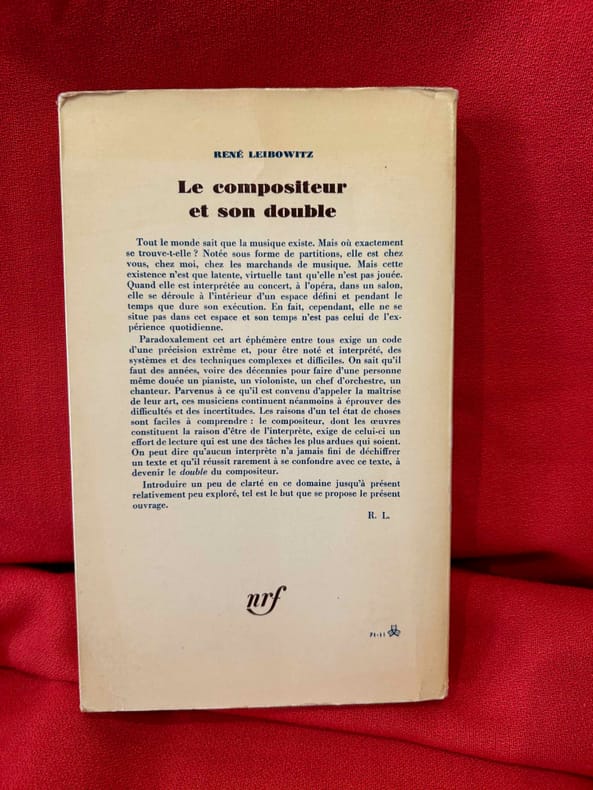 RENÉ LEIBOWITZ
Le compositeur
et son double
Tout le monde sait que la musique existe. Mais où exactement
se trouve-t-elle ? Notée sous forme de partitions, elle est chez
vous, chez moi, chez les marchands de musique. Mais cette
existence n'est que latente, virtuelle tant qu'elle n'est pas jouée.
Quand elle est interprétée au concert, à l'opéra, dans un salon,
elle se déroule à l'intérieur d'un espace défini et pendant le
temps que dure son exécution. En fait, cependant, elle ne se
situe pas dans cet espace et son temps n'est pas celui de l'ex-
périence quotidienne.
Paradoxalement cet art éphémère entre tous exige un code
d'une précision extrême et, pour être noté et interprété, des
systèmes et des techniques complexes et difficiles. On sait qu'il
faut des années, voire des décennies pour faire d'une personne
même douée un pianiste, un violoniste, un chef d'orchestre, un
chanteur. Parvenus à ce qu'il est convenu d'appeler la maîtrise
de leur art, ces musiciens continuent néanmoins à éprouver des
difficultés et des incertitudes. Les raisons d'un tel état de choses
sont faciles à comprendre : le compositeur, dont les œuvres
constituent la raison d'être de l'interprète, exige de celui-ci un
effort de lecture qui est une des tâches les plus ardues qui soient.
On peut dire qu'aucun interprète n'a jamais fini de déchiffrer
un texte et qu'il réussit rarement à se confondre avec ce texte, à
devenir le double du compositeur.
Introduire un peu de clarté en ce domaine jusqu'à présent
relativement peu exploré, tel est le but que se propose le présent
ouvrage.
R. L.
nrf
71-11